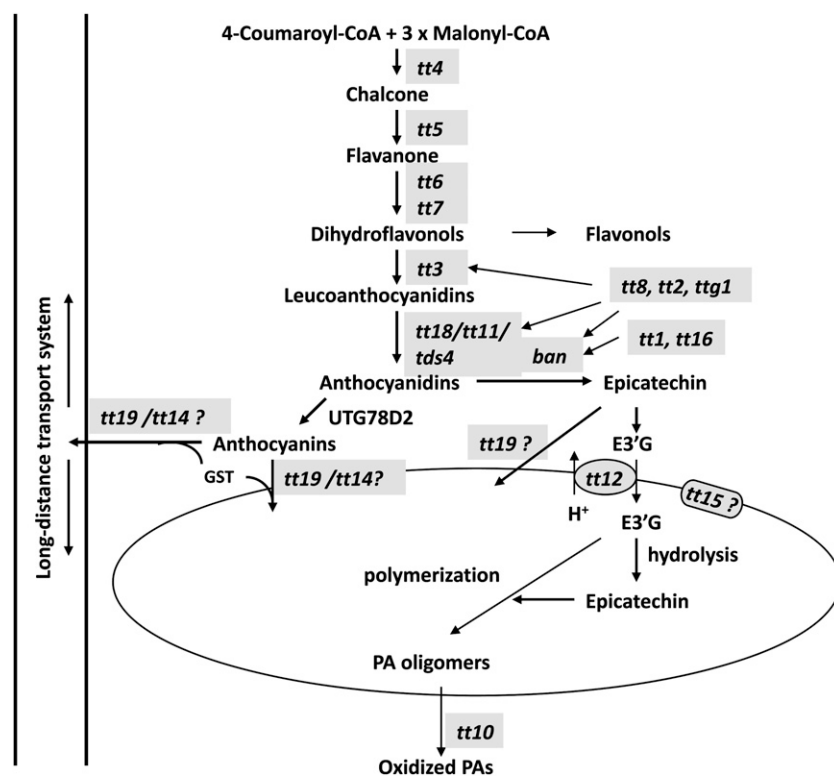 4-Coumaroyl-CoA + 3 x Malonyl-CoA
tt4
Chalcone
tt5
Flavanone
tt6
tt7
Dihydroflavonols
Flavonols
tt3
Leucoanthocyanidins
tt8, tt2, ttg1
tt18/tt11/
tds4
ban
tt1, tt16
Anthocyanidins
Epicatechin
UTG78D2
tt19 /tt14 ?
Anthocyanins
tt19 ?
E3'G
GST
tt19 /tt14?
tt12
tt15 ?
H+
E3'G
hydrolysis
polymerization
Epicatechin
PA oligomers
tt10
Oxidized PAs
Long-distance transport system